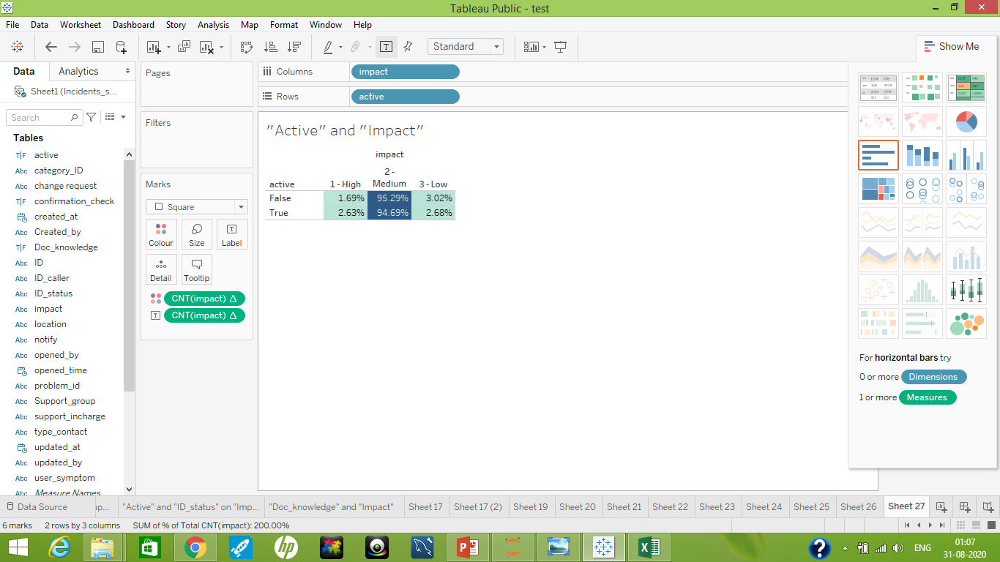 Tableau Public - test
File Data Worksheet Dashboard Story Analysis Map Format Window Help
Standard
Show Me
Data Analytics
Sheet1 (Incidents_s...
Search
Tables
active
category_ID
change request
confirmation_check
created_at
Created_by
Doc_knowledge
ID
ID_caller
ID_status
impact
location
notify
opened_by
opened_time
problem_id
Support_group
support_incharge
type_contact
updated_at
updated_by
user_symptom
Measure Names
Pages
Filters
Marks
Square
Colour Size Label
Detail Tooltip
CNT(impact) Δ
CNT(impact) Δ
Columns impact
Rows active
"Active" and "Impact"
impact
active 1 - High 2 - Medium 3 - Low
False 1.69% 95.29% 3.02%
True 2.63% 94.69% 2.68%
For horizontal bars try
0 or more Dimensions
1 or more Measures
Data Source p... "Active" and "ID_status" on "Imp... "Doc_knowledge" and "Impact" Sheet 17 Sheet 17 (2) Sheet 19 Sheet 20 Sheet 21 Sheet 22 Sheet 23 Sheet 24 Sheet 25 Sheet 26 Sheet 27
6 marks 2 rows by 3 columns SUM of % of Total CNT(impact): 200.00%
ENG
01:07
31-08-2020